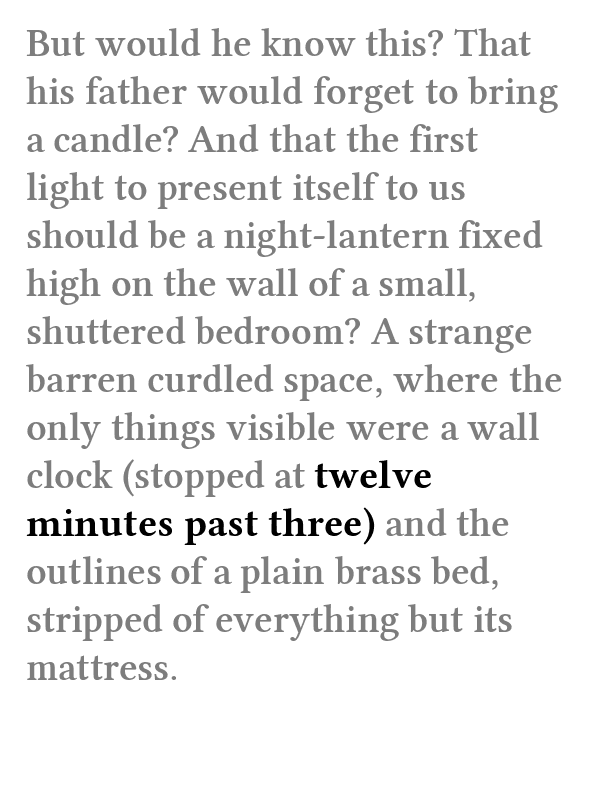 But would he know this? That
his father would forget to bring
a candle? And that the first
light to present itself to us
should be a night-lantern fixed
high on the wall of a small,
shuttered bedroom? A strange
barren curdled space, where the
only things visible were a wall
clock (stopped at twelve
minutes past three) and the
outlines of a plain brass bed,
stripped of everything but its
mattress.